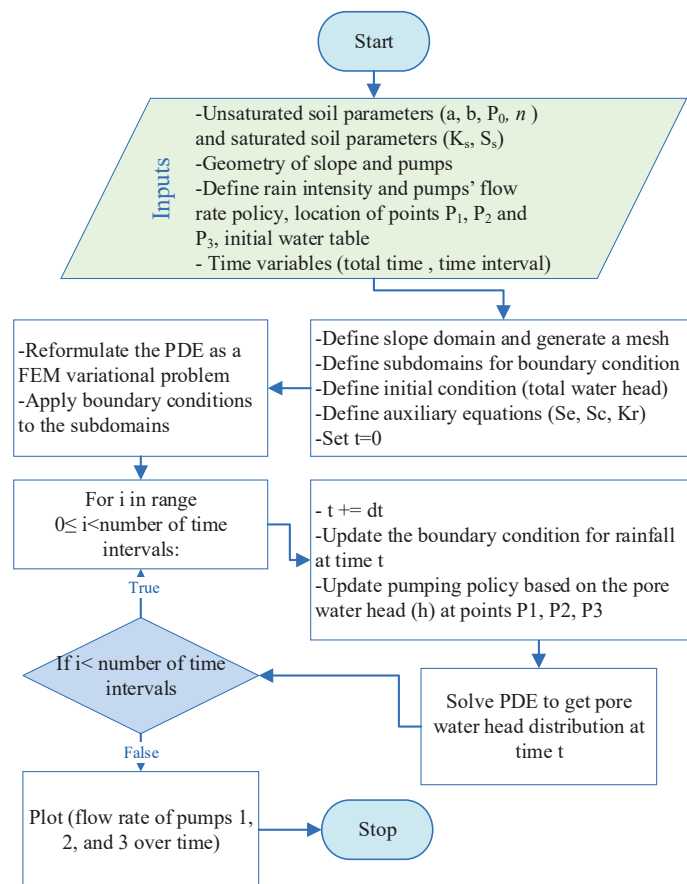 Start
Inputs
-Unsaturated soil parameters (a, b, P₀, n )
and saturated soil parameters (Kₛ, Sₛ)
-Geometry of slope and pumps
-Define rain intensity and pumps' flow
rate policy, location of points P₁, P₂ and
P₃, initial water table
- Time variables (total time , time interval)
-Define slope domain and generate a mesh
-Define subdomains for boundary condition
-Define initial condition (total water head)
-Define auxiliary equations (Se, Sc, Kr)
-Set t=0
-Reformulate the PDE as a
FEM variational problem
-Apply boundary conditions
to the subdomains
For i in range
0≤ i<number of time
intervals:
- t += dt
-Update the boundary condition for rainfall
at time t
-Update pumping policy based on the pore
water head (h) at points P1, P2, P3
Solve PDE to get pore
water head distribution at
time t
True
If i< number of time
intervals
False
Plot (flow rate of pumps 1,
2, and 3 over time)
Stop